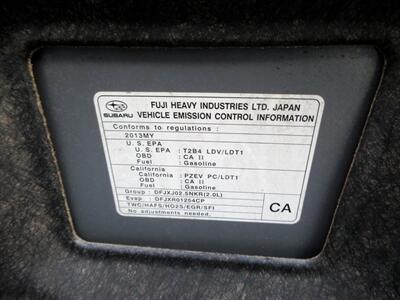 SUBARU
FUJI HEAVY INDUSTRIES LTD. JAPAN
VEHICLE EMISSION CONTROL INFORMATION
Conforms to regulations :
2013MY
U. S. EPA
U. S. EPA : T2B4 LDV/LDT1
OBD : CA II
Fuel : Gasoline
California
California : PZEV PC/LDT1
OBD : CA II
Fuel : Gasoline
Group : DFJXJ02.5NKR(2.0L)
Evap : DFJXR01254CP
TWC/HAFS/HO2S/EGR/SFI
No adjustments needed.
CA